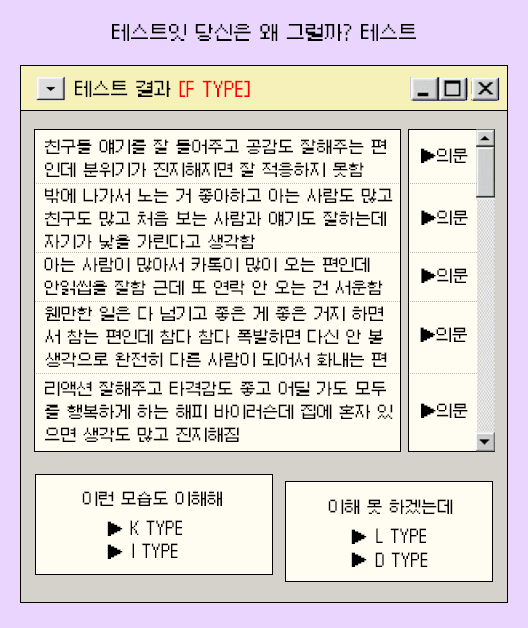 테스트잇 당신은 왜 그럴까? 테스트
테스트 결과 [F TYPE]
친구들 얘기를 잘 들어주고 공감도 잘해주는 편
인데 분위기가 진지해지면 잘 적응하지 못함
▶의문
밖에 나가서 노는 거 좋아하고 아는 사람도 많고
친구도 많고 처음 보는 사람과 얘기도 잘하는데
자기가 낯을 가린다고 생각함
▶의문
아는 사람이 많아서 카톡이 많이 오는 편인데
안읽씹을 잘함 근데 또 연락 안 오는 건 서운함
▶의문
웬만한 일은 다 넘기고 좋은 게 좋은 거지 하면
서 참는 편인데 참다 참다 폭발하면 다신 안 볼
생각으로 완전히 다른 사람이 되어서 화내는 편
▶의문
리액션 잘해주고 타격감도 좋고 어딜 가도 모두
를 행복하게 하는 해피 바이러슨데 집에 혼자 있
으면 생각도 많고 진지해짐
▶의문
이런 모습도 이해해
▶ K TYPE
▶ I TYPE
이해 못 하겠는데
▶ L TYPE
▶ D TYPE